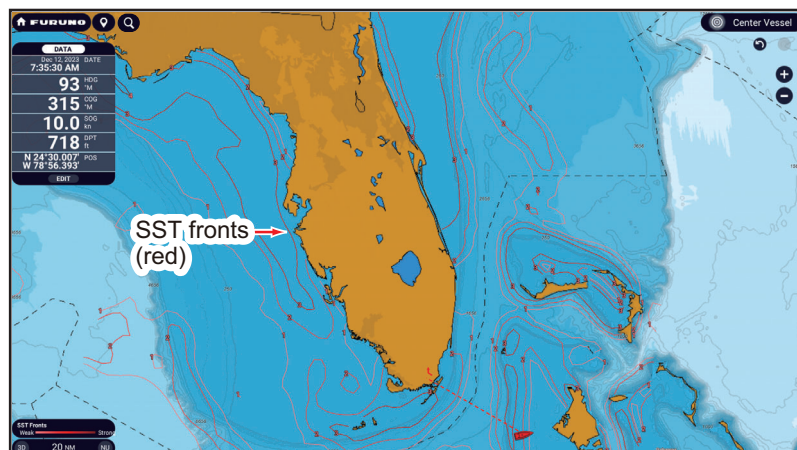 FURUNO
Center Vessel
DATA
Dec 12, 2023 DATE
7:35:30 AM
93 HDG °M
315 COG °M
10.0 SOG kn
718 DPT ft
N 24°30.007' POS
W 78°56.393'
EDIT
SST fronts
(red)
SST Fronts
Weak Strong
3D 20 NM NU